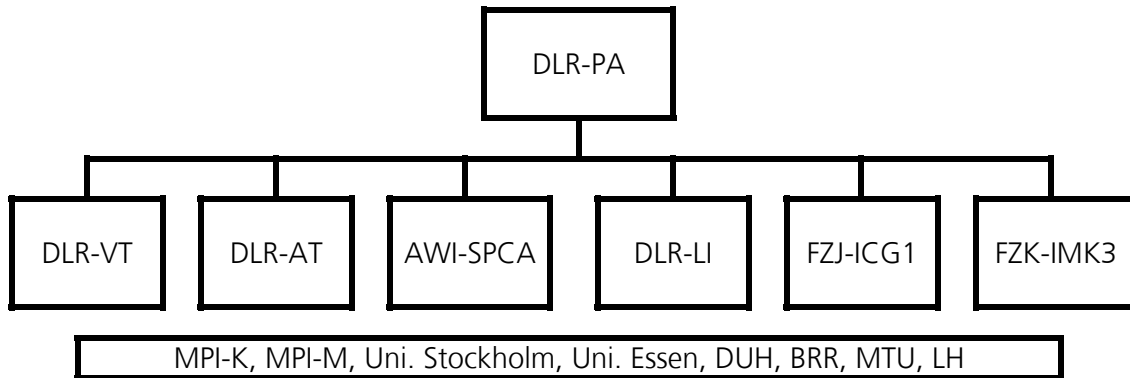 DLR-PA
DLR-VT
DLR-AT
AWI-SPCA
DLR-LI
FZJ-ICG1
FZK-IMK3
MPI-K, MPI-M, Uni. Stockholm, Uni. Essen, DUH, BRR, MTU, LH